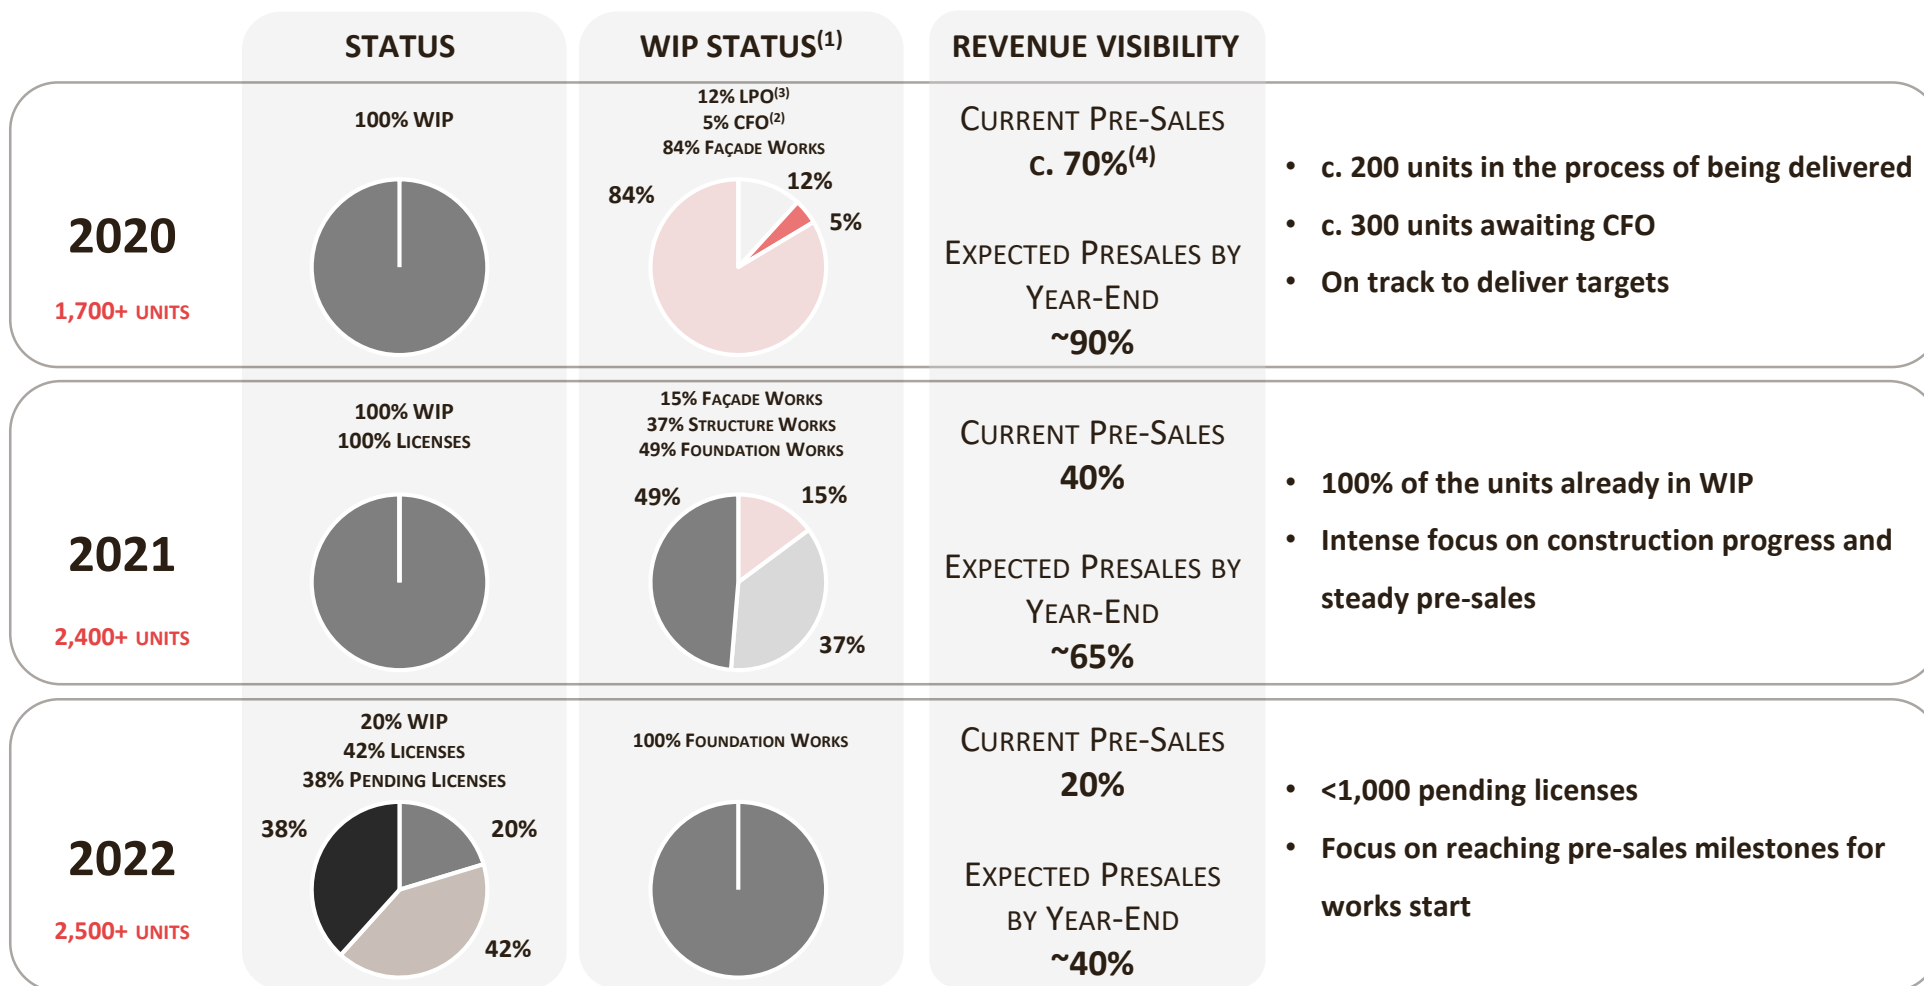 STATUS
WIP STATUS(1)
REVENUE VISIBILITY
2020
1,700+ UNITS
100% WIP
12% LPO(3)
5% CFO(2)
84% FAÇADE WORKS
84%
12%
5%
CURRENT PRE-SALES
c. 70%(4)
EXPECTED PRESALES BY
YEAR-END
~90%
• c. 200 units in the process of being delivered
• c. 300 units awaiting CFO
• On track to deliver targets
2021
2,400+ UNITS
100% WIP
100% LICENSES
15% FAÇADE WORKS
37% STRUCTURE WORKS
49% FOUNDATION WORKS
49%
15%
37%
CURRENT PRE-SALES
40%
EXPECTED PRESALES BY
YEAR-END
~65%
• 100% of the units already in WIP
• Intense focus on construction progress and
steady pre-sales
2022
2,500+ UNITS
20% WIP
42% LICENSES
38% PENDING LICENSES
38%
20%
42%
100% FOUNDATION WORKS
CURRENT PRE-SALES
20%
EXPECTED PRESALES
BY YEAR-END
~40%
• <1,000 pending licenses
• Focus on reaching pre-sales milestones for
works start